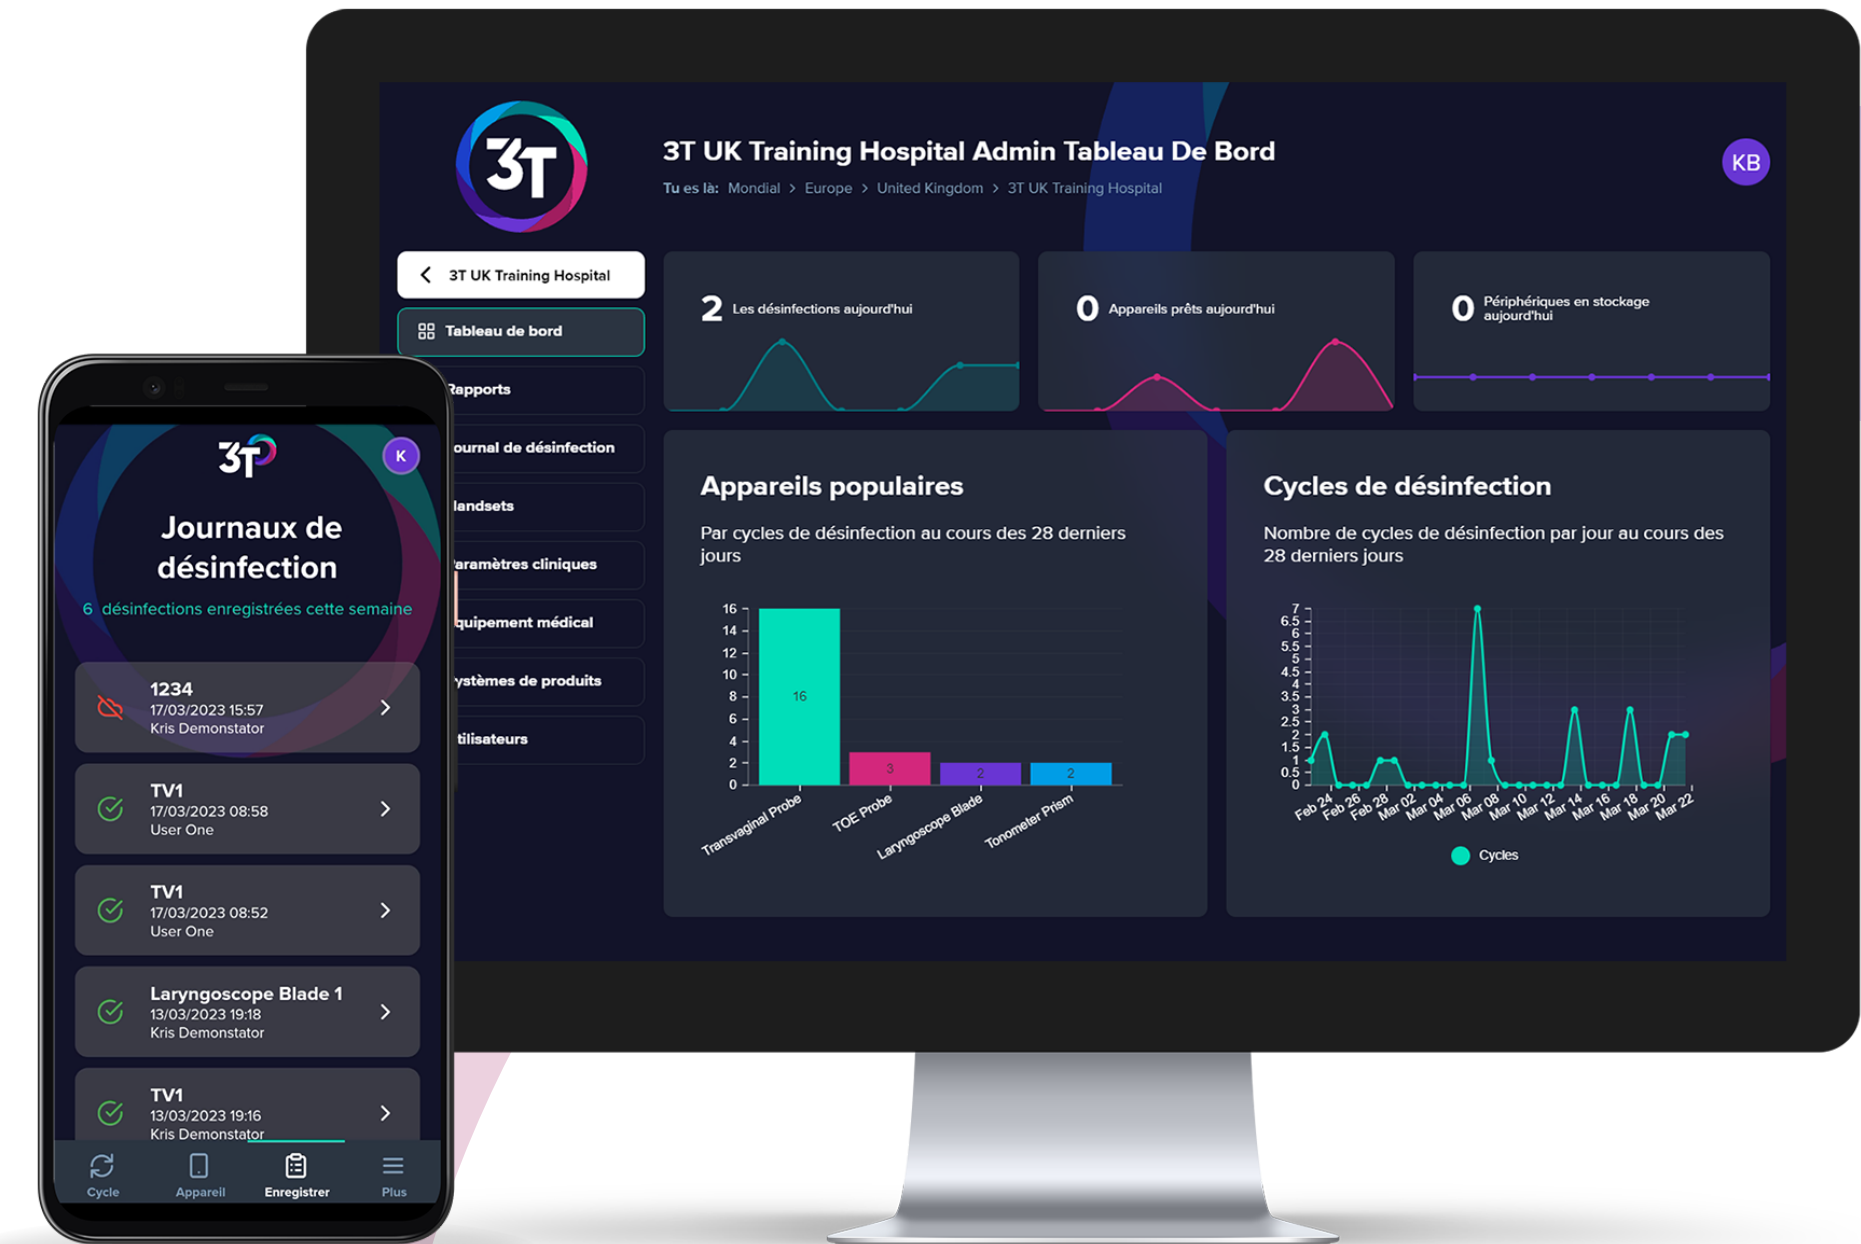 3T
3T UK Training Hospital Admin Tableau De Bord
KB
Tu es là: Mondial > Europe > United Kingdom > 3T UK Training Hospital
3T UK Training Hospital
Tableau de bord
Rapports
ournal de désinfection
landsets
aramètres cliniques
quipement médical
ystèmes de produits
tilisateurs
2 Les désinfections aujourd'hui
0 Appareils prêts aujourd'hui
0 Périphériques en stockage
aujourd'hui
Appareils populaires
Par cycles de désinfection au cours des 28 derniers
jours
16
14
12
10
8
6
4
2
0
16
3
2
2
Transvaginal Probe
TOE Probe
Laryngoscope Blade
Tonometer Prism
Cycles de désinfection
Nombre de cycles de désinfection par jour au cours des
28 derniers jours
7
6.5
6
5.5
5
4.5
4
3.5
3
2.5
2
1.5
1
0.5
0
Feb 24
Feb 26
Feb 28
Mar 02
Mar 04
Mar 06
Mar 08
Mar 10
Mar 12
Mar 14
Mar 16
Mar 18
Mar 20
Mar 22
Cycles
3T
K
Journaux de
désinfection
6 désinfections enregistrées cette semaine
1234
17/03/2023 15:57
Kris Demonstator
TV1
17/03/2023 08:58
User One
TV1
17/03/2023 08:52
User One
Laryngoscope Blade 1
13/03/2023 19:18
Kris Demonstator
TV1
13/03/2023 19:16
Kris Demonstator
Cycle
Appareil
Enregistrer
Plus